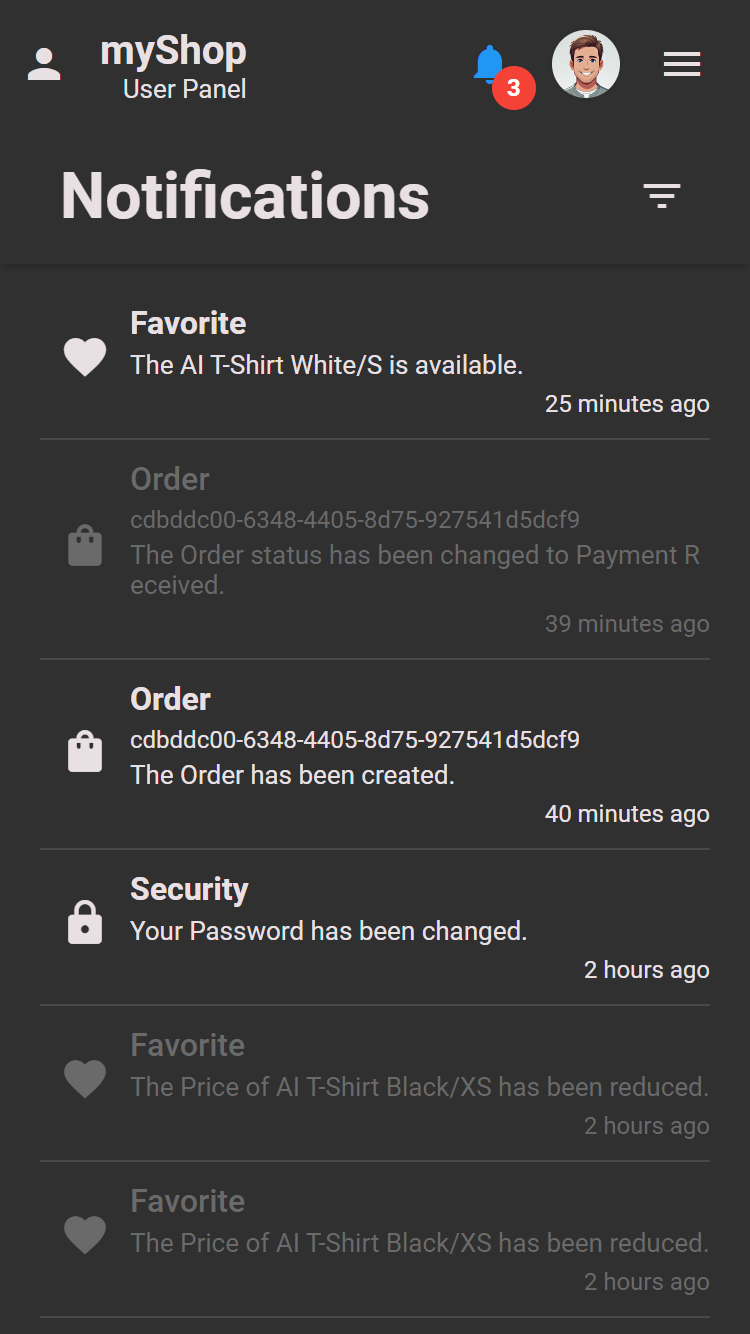 myShop
User Panel
3
Notifications
Favorite
The AI T-Shirt White/S is available.
25 minutes ago
Order
cdbddc00-6348-4405-8d75-927541d5dcf9
The Order status has been changed to Payment R
eceived.
39 minutes ago
Order
cdbddc00-6348-4405-8d75-927541d5dcf9
The Order has been created.
40 minutes ago
Security
Your Password has been changed.
2 hours ago
Favorite
The Price of AI T-Shirt Black/XS has been reduced.
2 hours ago
Favorite
The Price of AI T-Shirt Black/XS has been reduced.
2 hours ago